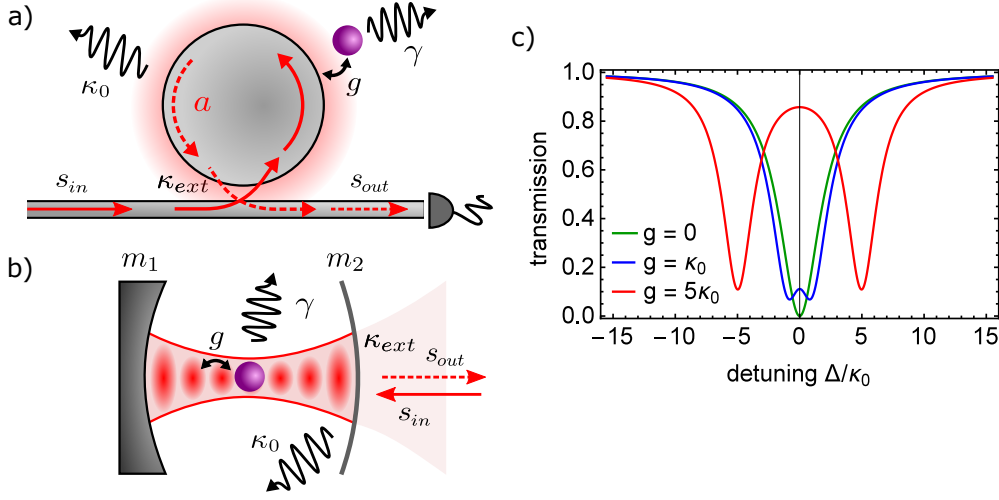 a)
κ₀
γ
g
a
s_in
κ_ext
s_out
b)
m₁
m₂
γ
g
κ_ext
s_out
s_in
κ₀
c)
transmission
1.0
0.8
0.6
0.4
0.2
0.0
g = 0
g = κ₀
g = 5κ₀
-15 -10 -5 0 5 10 15
detuning Δ/κ₀